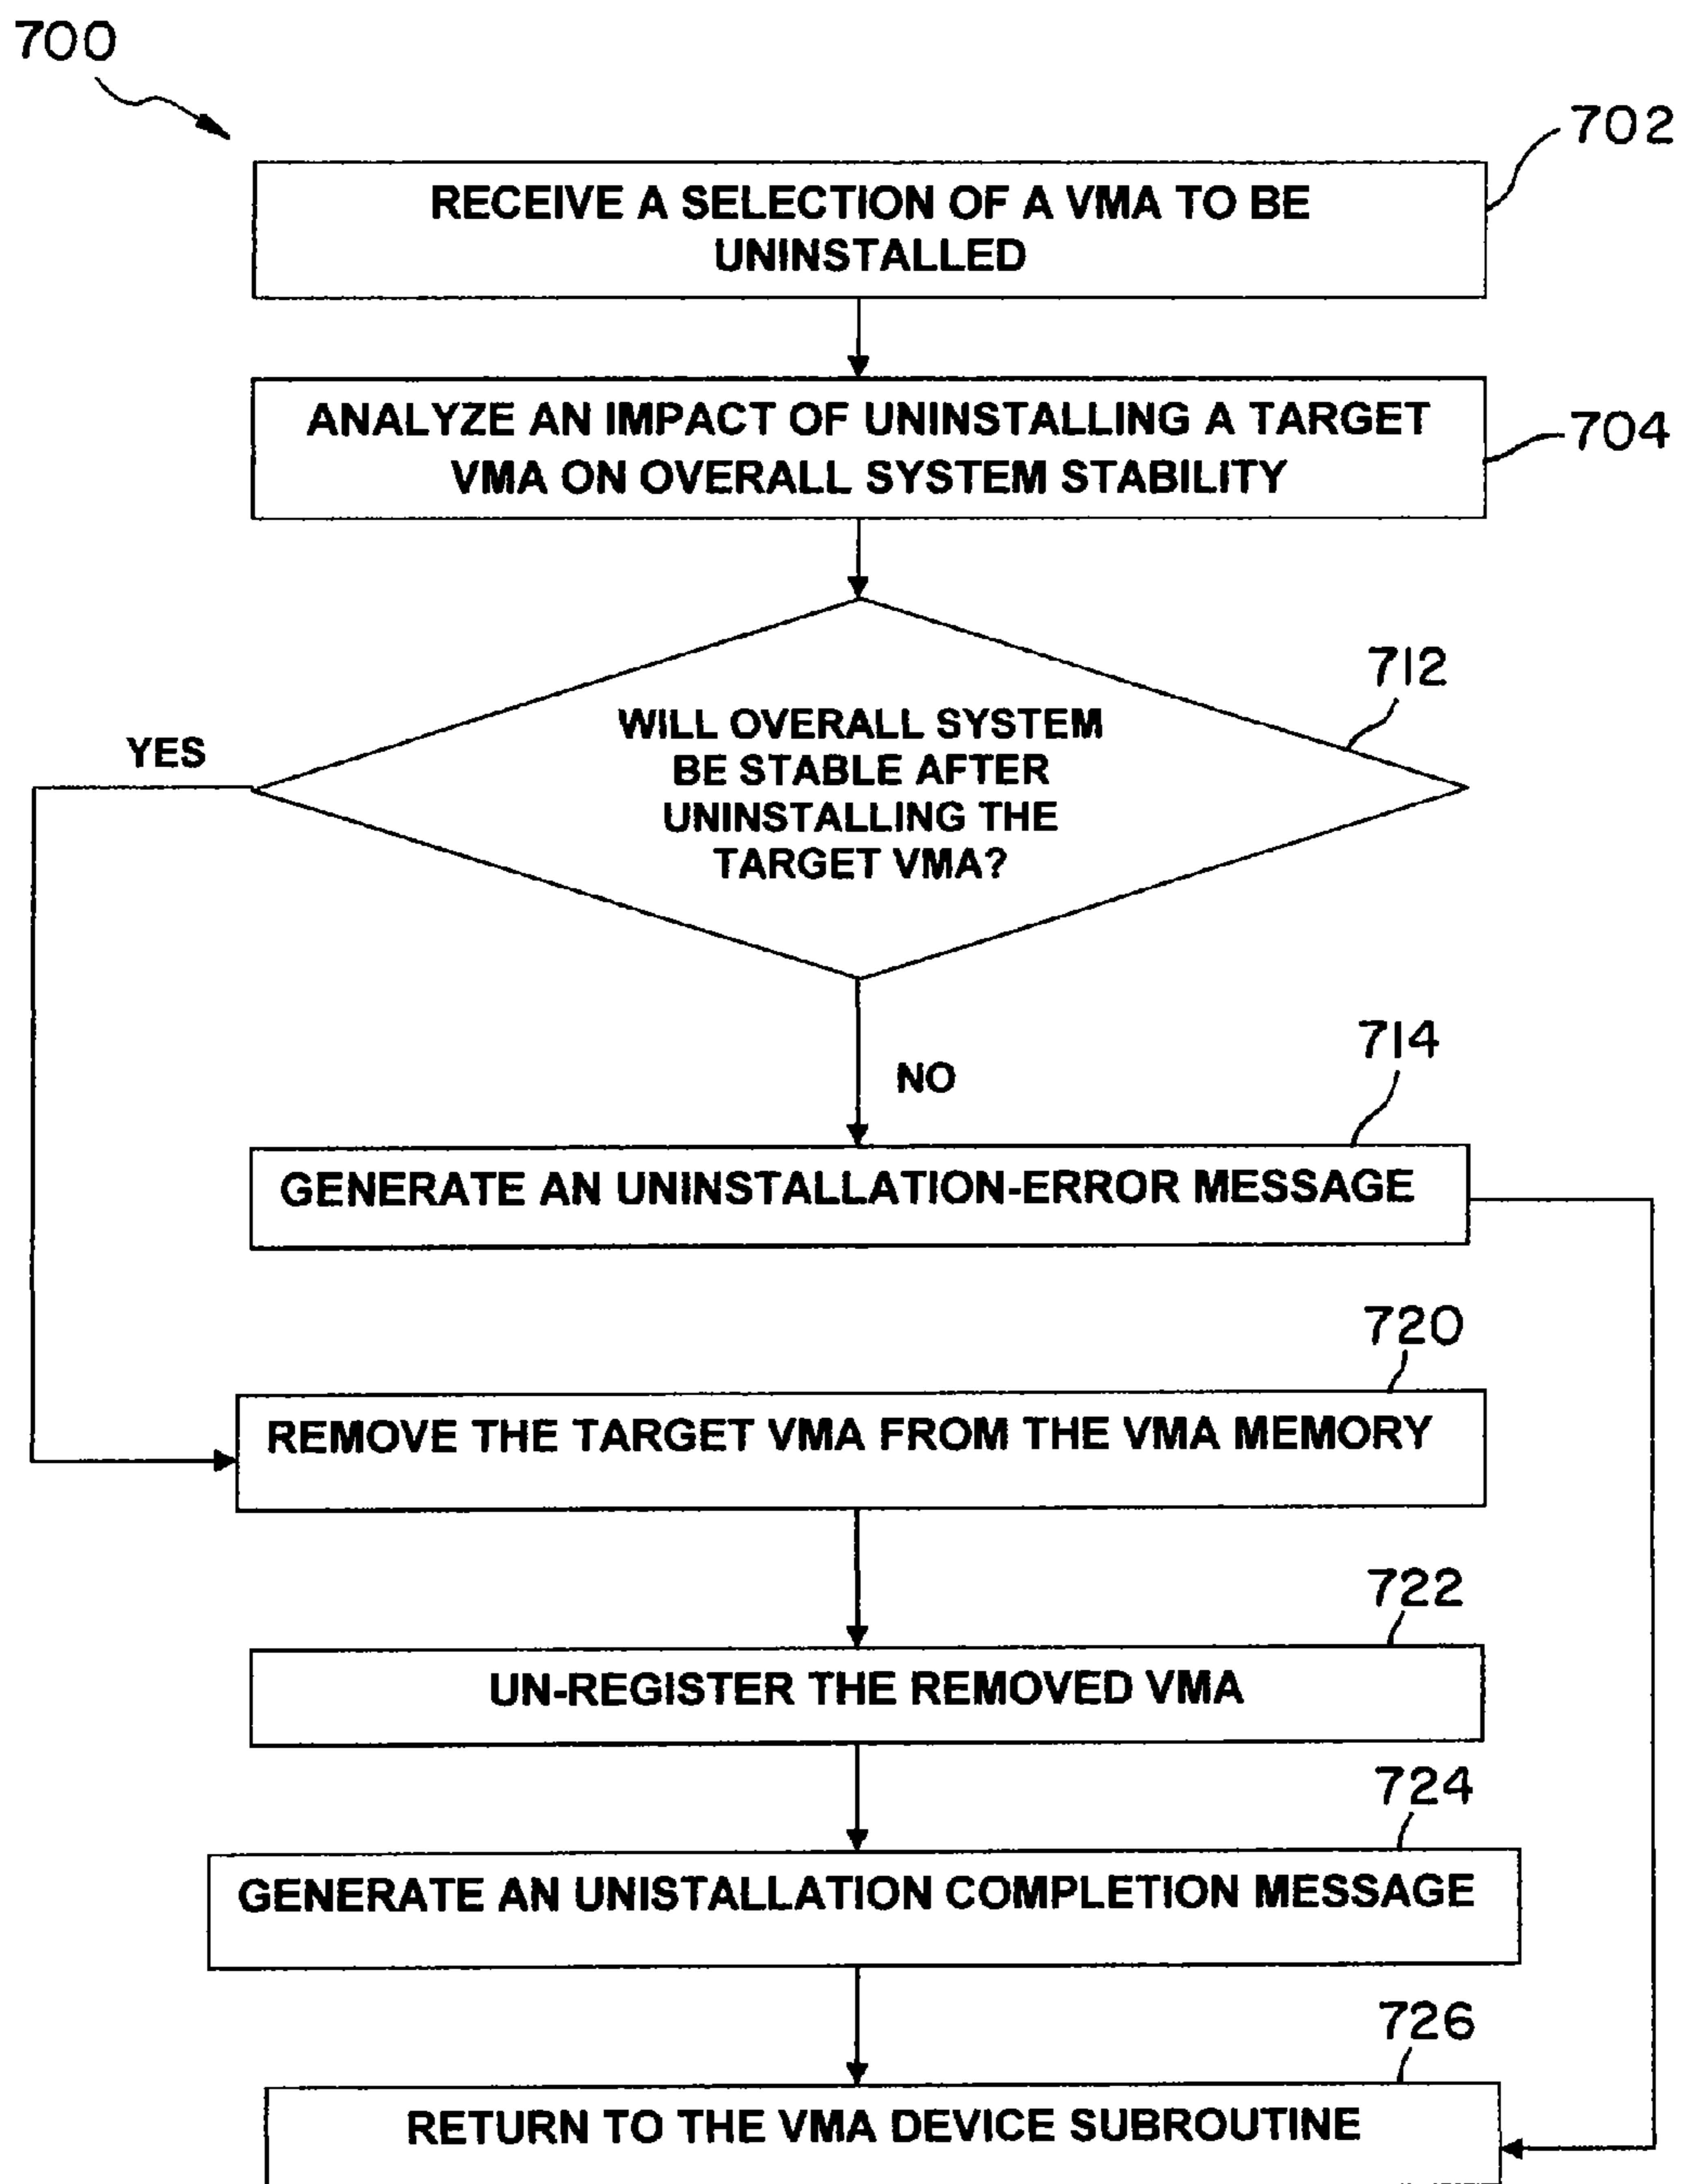 700
702
RECEIVE A SELECTION OF A VMA TO BE
UNINSTALLED
ANALYZE AN IMPACT OF UNINSTALLING A TARGET
VMA ON OVERALL SYSTEM STABILITY
704
712
WILL OVERALL SYSTEM
BE STABLE AFTER
UNINSTALLING THE
TARGET VMA?
YES
NO
714
GENERATE AN UNINSTALLATION-ERROR MESSAGE
720
REMOVE THE TARGET VMA FROM THE VMA MEMORY
722
UN-REGISTER THE REMOVED VMA
724
GENERATE AN UNISTALLATION COMPLETION MESSAGE
726
RETURN TO THE VMA DEVICE SUBROUTINE